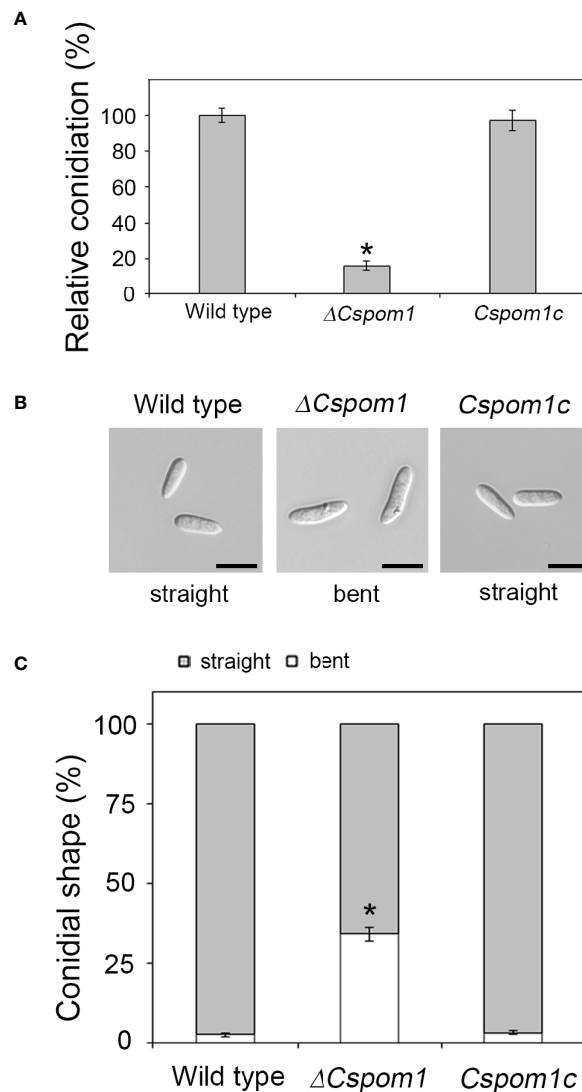 A
Relative conidiation (%)
100
80
60
40
20
0
*
Wild type ΔCspom1 Cspom1c
B
Wild type ΔCspom1 Cspom1c
straight bent straight
C
straight bent
Conidial shape (%)
100
75
50
25
0
*
Wild type ΔCspom1 Cspom1c